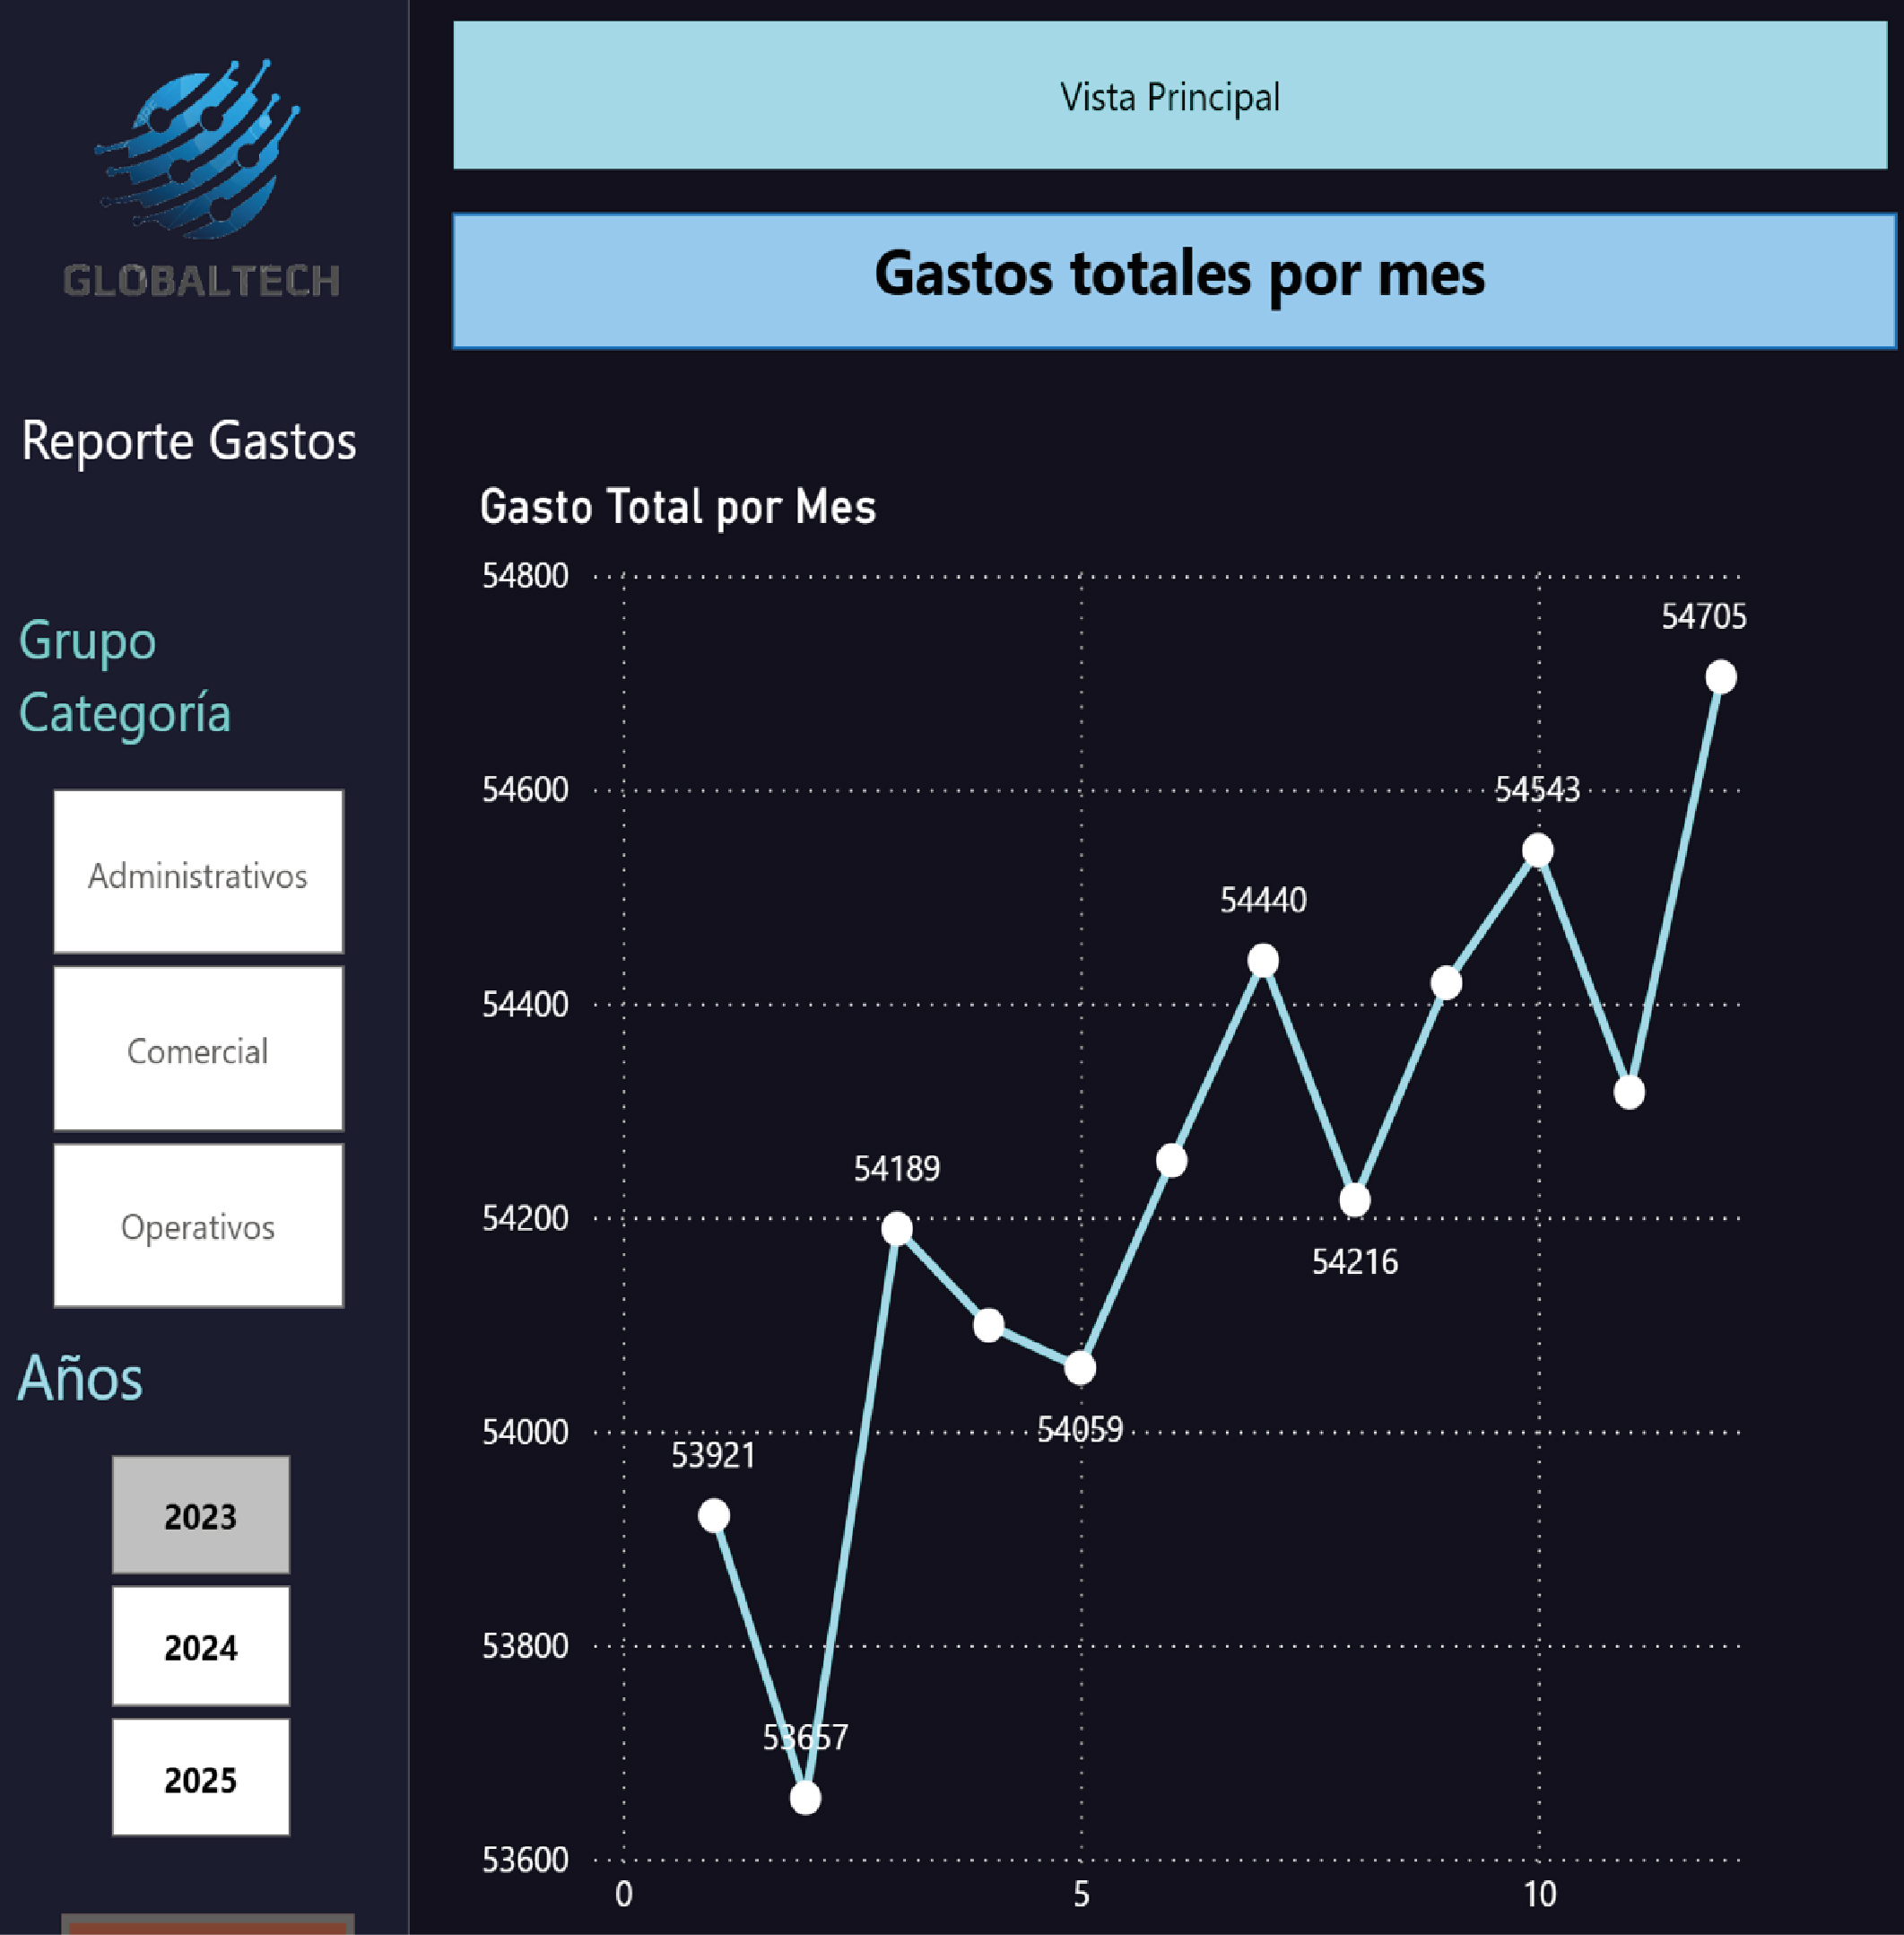 GLOBALTECH
Reporte Gastos
Grupo
Categoría
Administrativos
Comercial
Operativos
Años
2023
2024
2025
Vista Principal
Gastos totales por mes
Gasto Total por Mes
54800
54600
54400
54200
54000
53800
53600
53921
53657
54189
54059
54440
54216
54543
54705
0
5
10